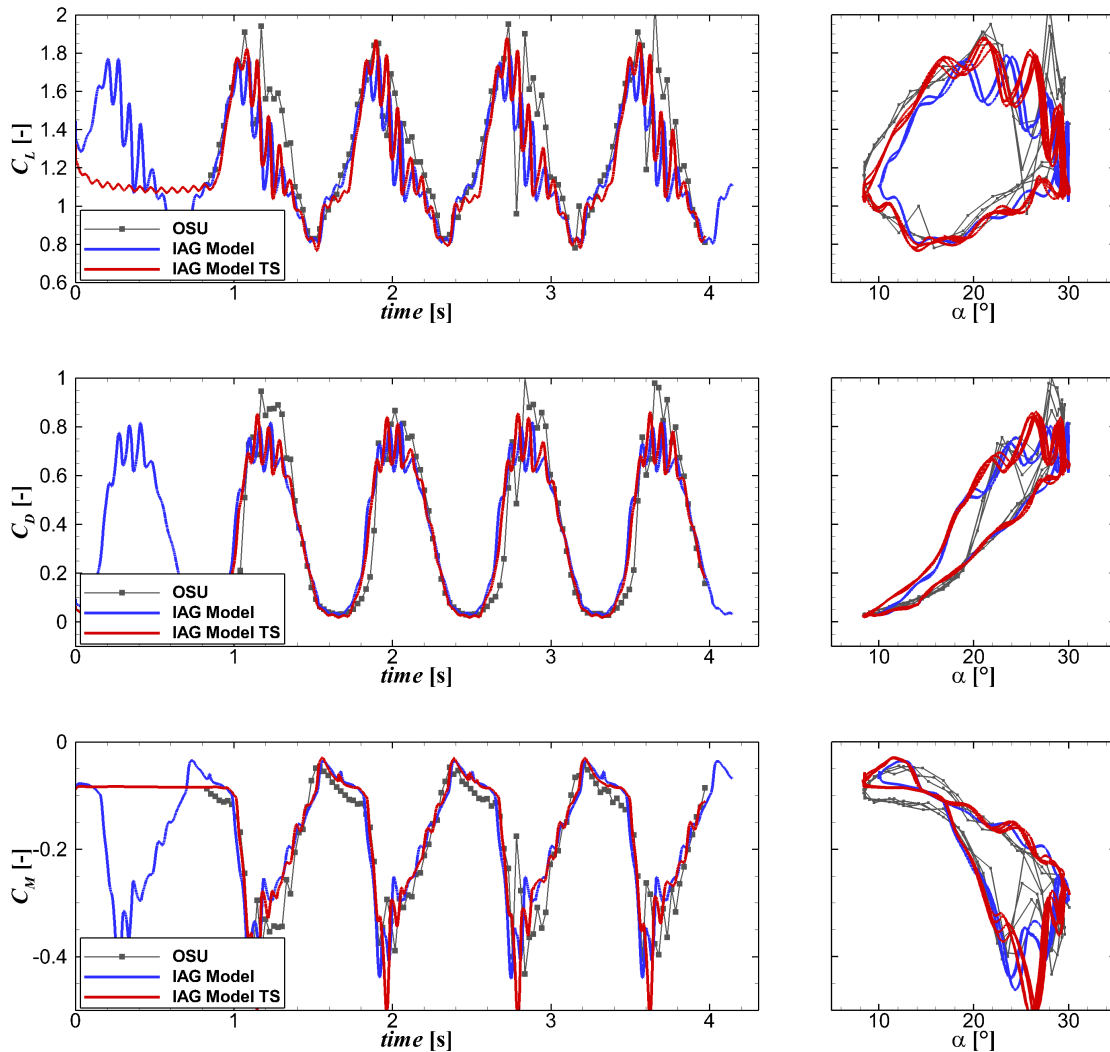 2
1.8
1.6
1.4
1.2
1
0.8
0.6
C_L [-]
OSU
IAG Model
IAG Model TS
0 1 2 3 4
time [s]
10 20 30
α [°]
1
0.8
0.6
0.4
0.2
0
C_D [-]
OSU
IAG Model
IAG Model TS
0 1 2 3 4
time [s]
10 20 30
α [°]
0
-0.2
-0.4
C_M [-]
OSU
IAG Model
IAG Model TS
0 1 2 3 4
time [s]
10 20 30
α [°]